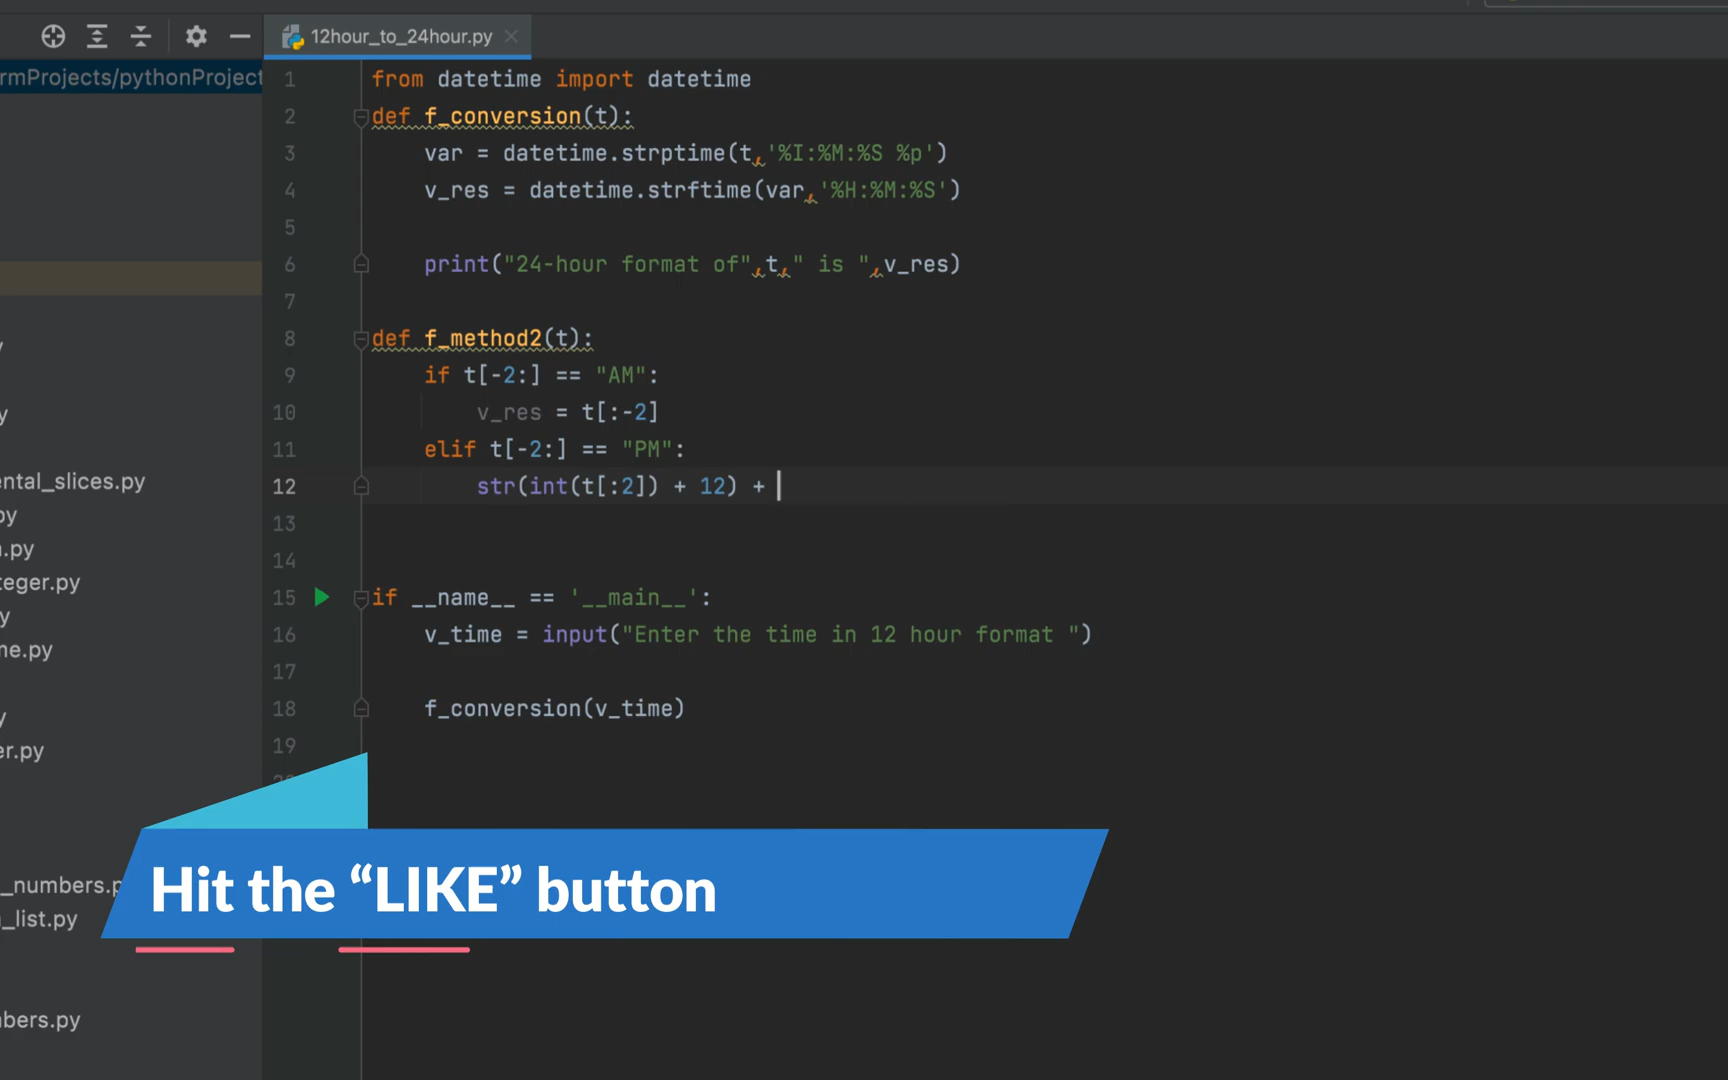 12hour_to_24hour.py
rmProjects/pythonProject
1 from datetime import datetime
2 def f_conversion(t):
3 var = datetime.strptime(t,'%I:%M:%S %p')
4 v_res = datetime.strftime(var,'%H:%M:%S')
5
6 print("24-hour format of",t," is ",v_res)
7
8 def f_method2(t):
9 if t[-2:] == "AM":
10 v_res = t[:-2]
11 elif t[-2:] == "PM":
12 str(int(t[:2]) + 12) +
13
14
15 if __name__ == '__main__':
16 v_time = input("Enter the time in 12 hour format ")
17
18 f_conversion(v_time)
19
ental_slices.py
py
.py
teger.py
me.py
er.py
_numbers.p
_list.py
bers.py
Hit the “LIKE” button